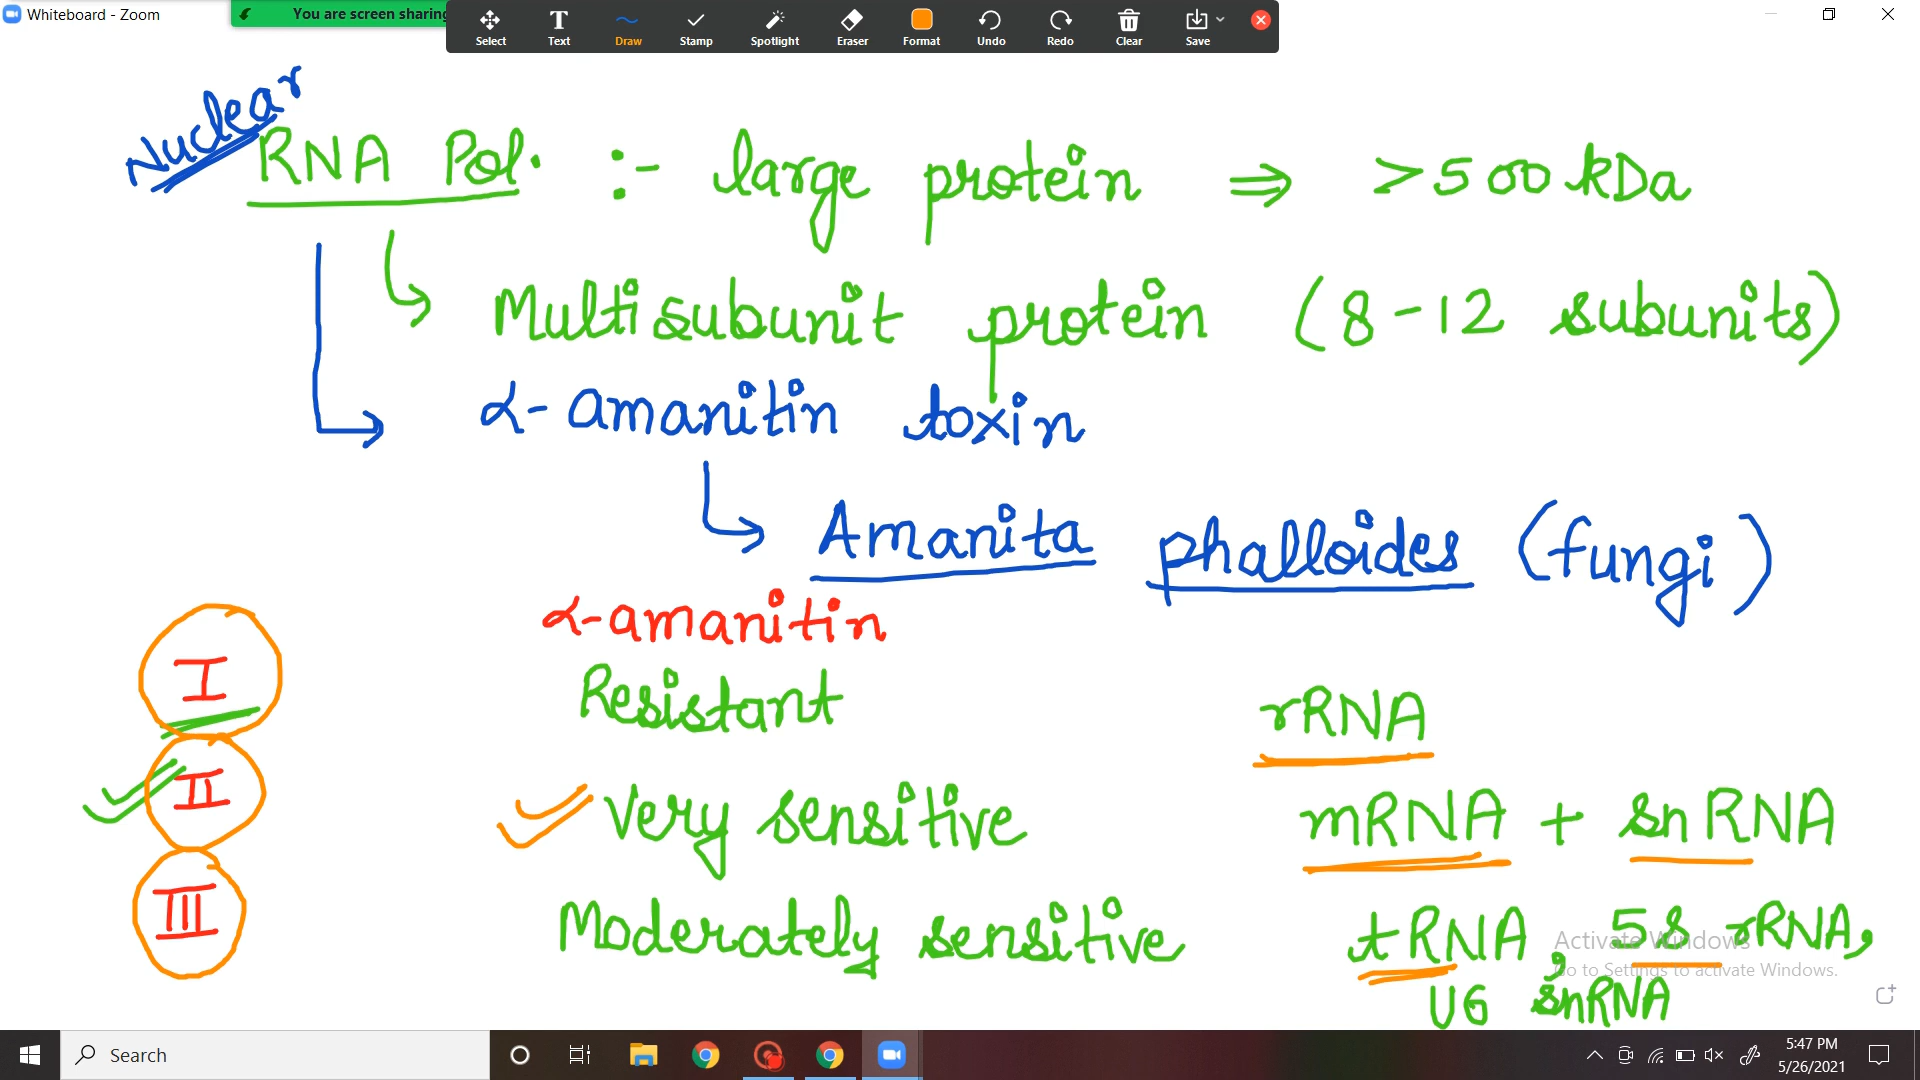 Whiteboard - Zoom
You are screen sharing
Select Text Draw Stamp Spotlight Eraser Format Undo Redo Clear Save
Nuclear
RNA Pol. :- large protein ⇒ >500 kDa
Multisubunit protein (8-12 subunits)
α-amanitin toxin
Amanita phalloides (fungi)
α-amanitin
I Resistant rRNA
II Very sensitive mRNA + snRNA
III Moderately sensitive tRNA, 5S rRNA,
U6 snRNA
Activate Windows
Go to Settings to activate Windows.
Search
5:47 PM
5/26/2021